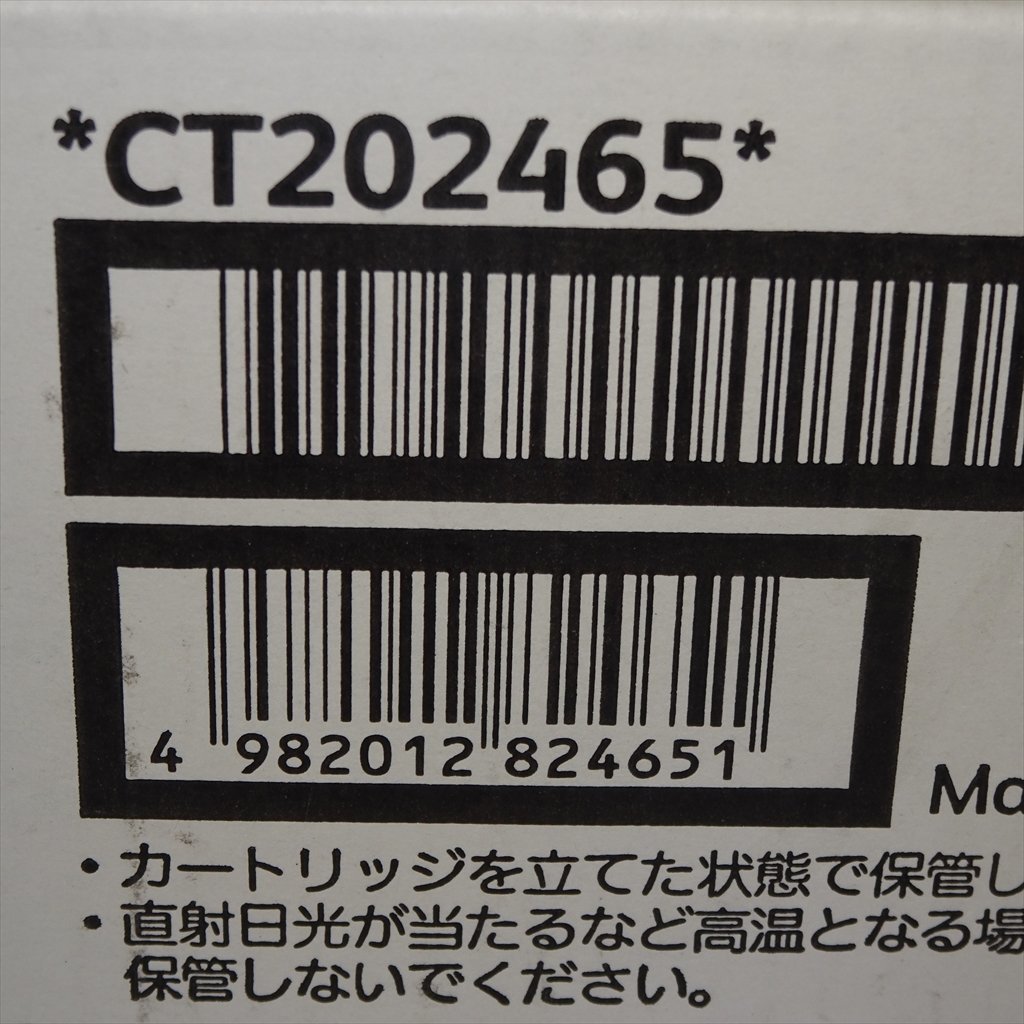 *CT202465*
4 982012 824651
Ma
・カートリッジを立てた状態で保管し
・直射日光が当たるなど高温となる場
保管しないでください。